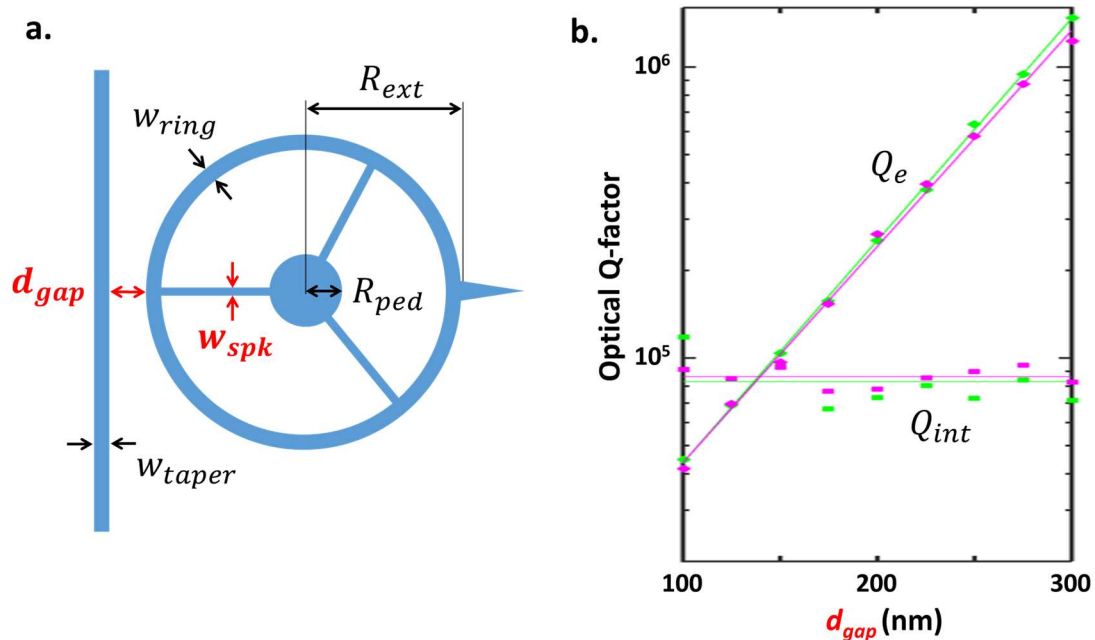 a.
R_ext
w_ring
d_gap
R_ped
w_spk
w_taper
b.
10^6
Q_e
Optical Q-factor
10^5
Q_int
100
200
300
d_gap (nm)